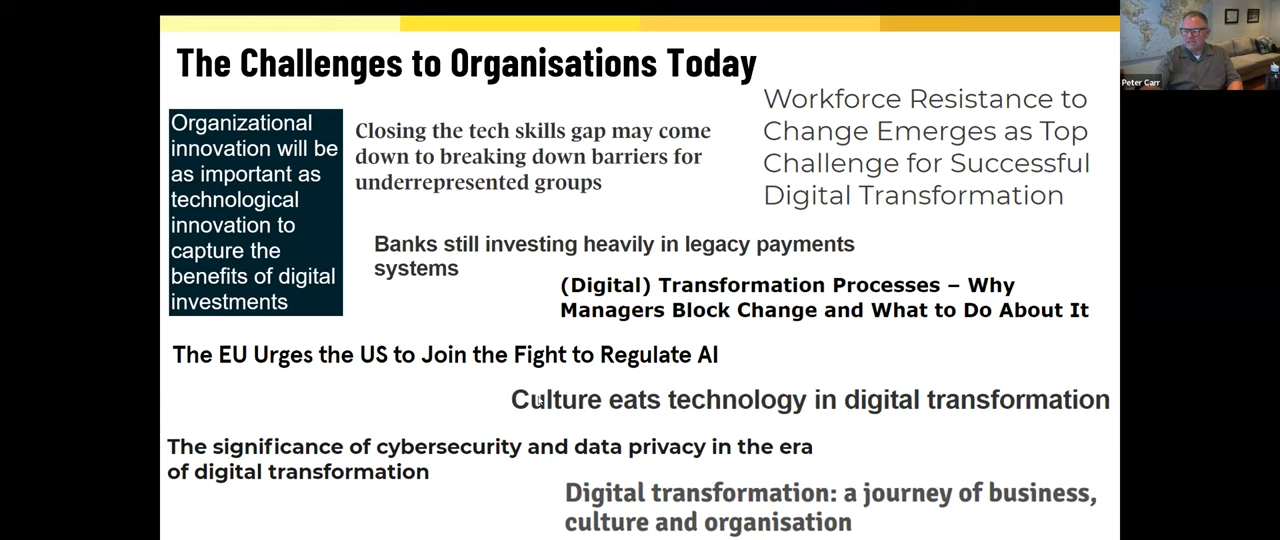 The Challenges to Organisations Today
Peter Carr
Organizational
innovation will be
as important as
technological
innovation to
capture the
benefits of digital
investments
Closing the tech skills gap may come
down to breaking down barriers for
underrepresented groups
Workforce Resistance to
Change Emerges as Top
Challenge for Successful
Digital Transformation
Banks still investing heavily in legacy payments
systems
(Digital) Transformation Processes – Why
Managers Block Change and What to Do About It
The EU Urges the US to Join the Fight to Regulate AI
Culture eats technology in digital transformation
The significance of cybersecurity and data privacy in the era
of digital transformation
Digital transformation: a journey of business,
culture and organisation